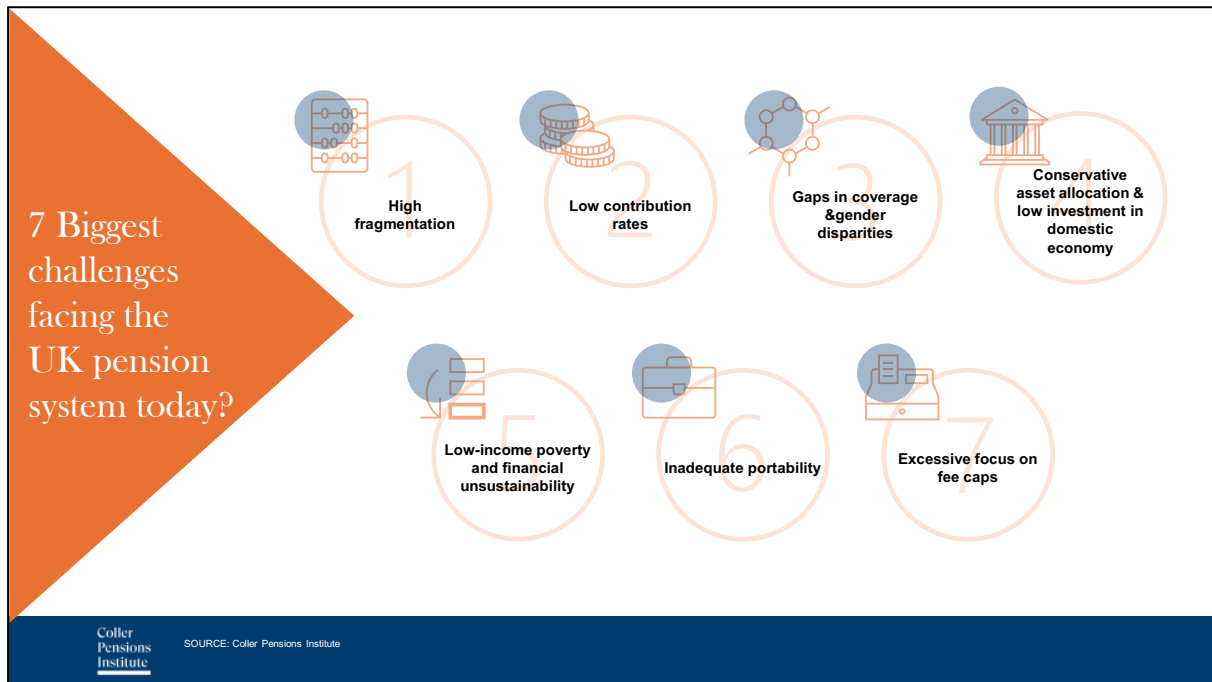 7 Biggest
challenges
facing the
UK pension
system today?
1
High
fragmentation
2
Low contribution
rates
3
Gaps in coverage
&gender
disparities
4
Conservative
asset allocation &
low investment in
domestic
economy
5
Low-income poverty
and financial
unsustainability
6
Inadequate portability
7
Excessive focus on
fee caps
Coller
Pensions
Institute
SOURCE: Coller Pensions Institute